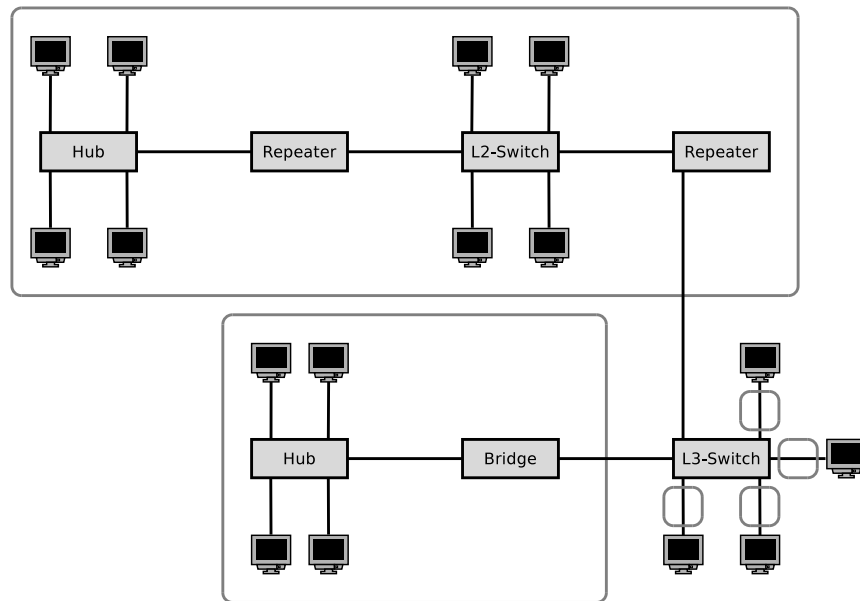 Hub
Repeater
L2-Switch
Repeater
Hub
Bridge
L3-Switch